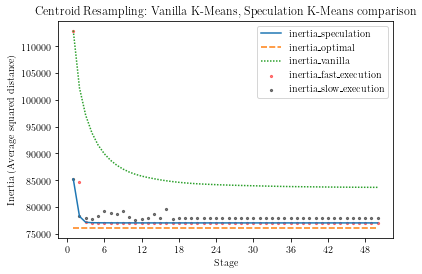 Centroid Resampling: Vanilla K-Means, Speculation K-Means comparison
Inertia (Average squared distance)
110000
105000
100000
95000
90000
85000
80000
75000
inertia_speculation
inertia_optimal
inertia_vanilla
inertia_fast_execution
inertia_slow_execution
0 6 12 18 24 30 36 42 48
Stage